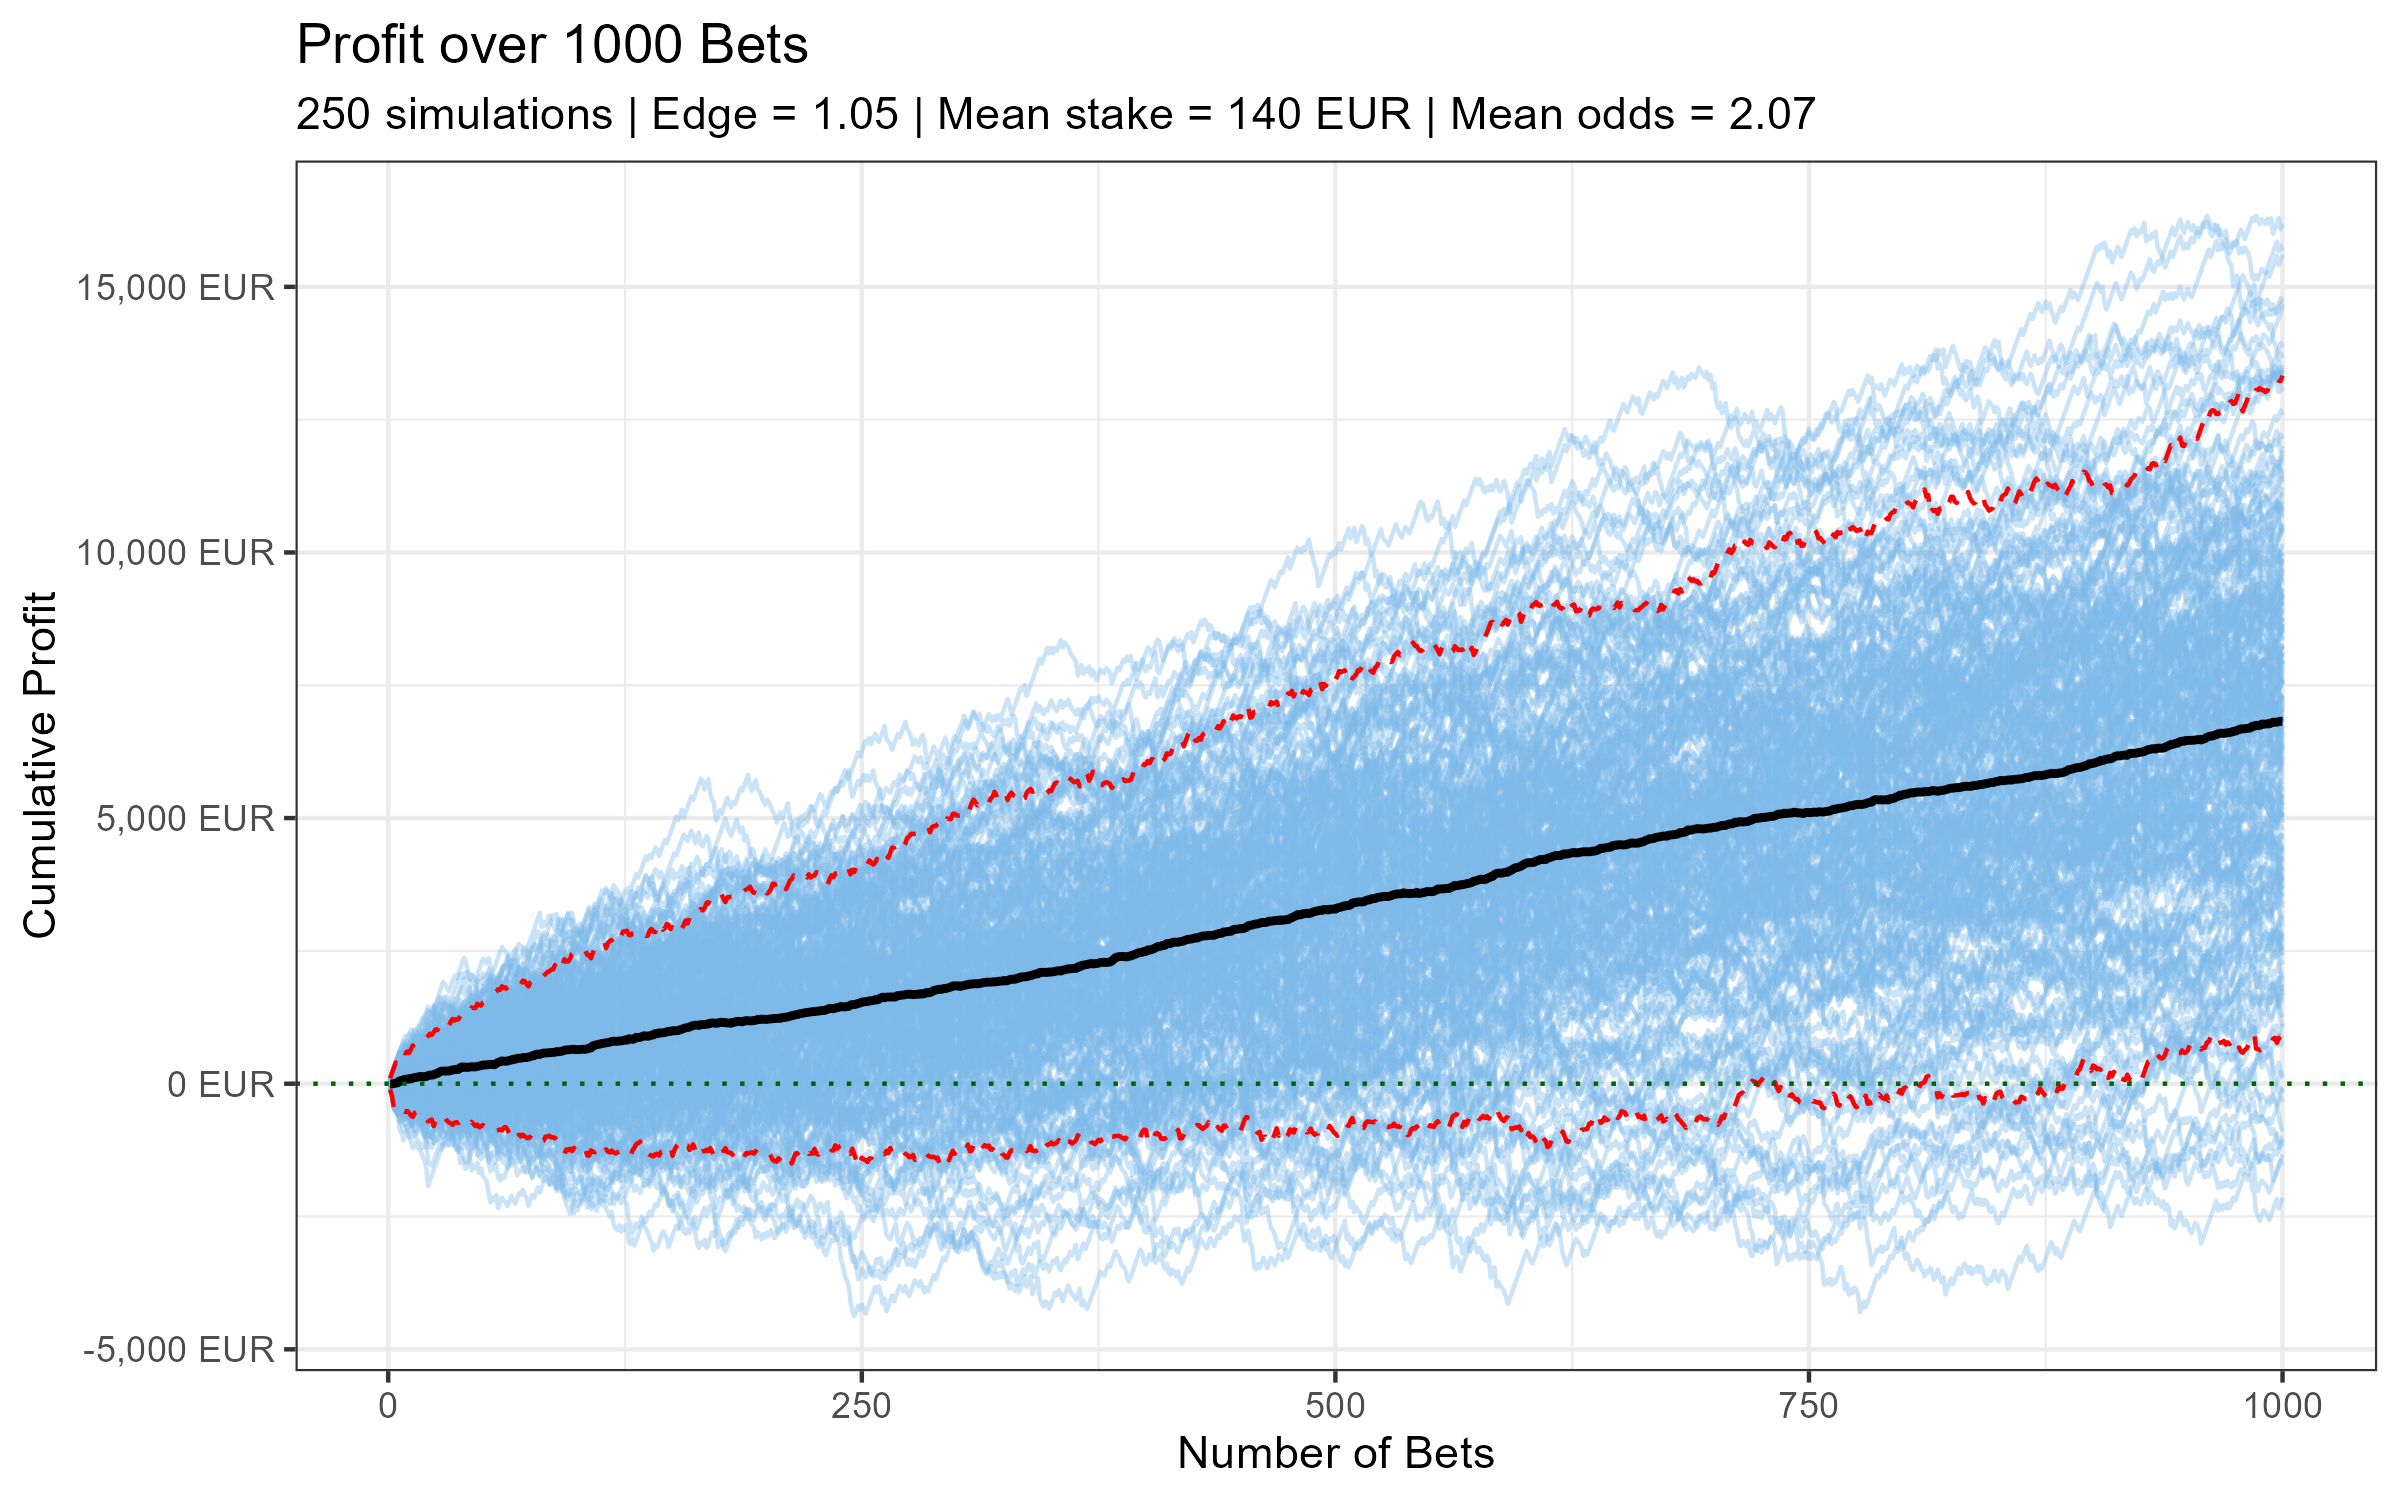 Profit over 1000 Bets
250 simulations | Edge = 1.05 | Mean stake = 140 EUR | Mean odds = 2.07
Cumulative Profit
15,000 EUR
10,000 EUR
5,000 EUR
0 EUR
-5,000 EUR
0
250
500
750
1000
Number of Bets